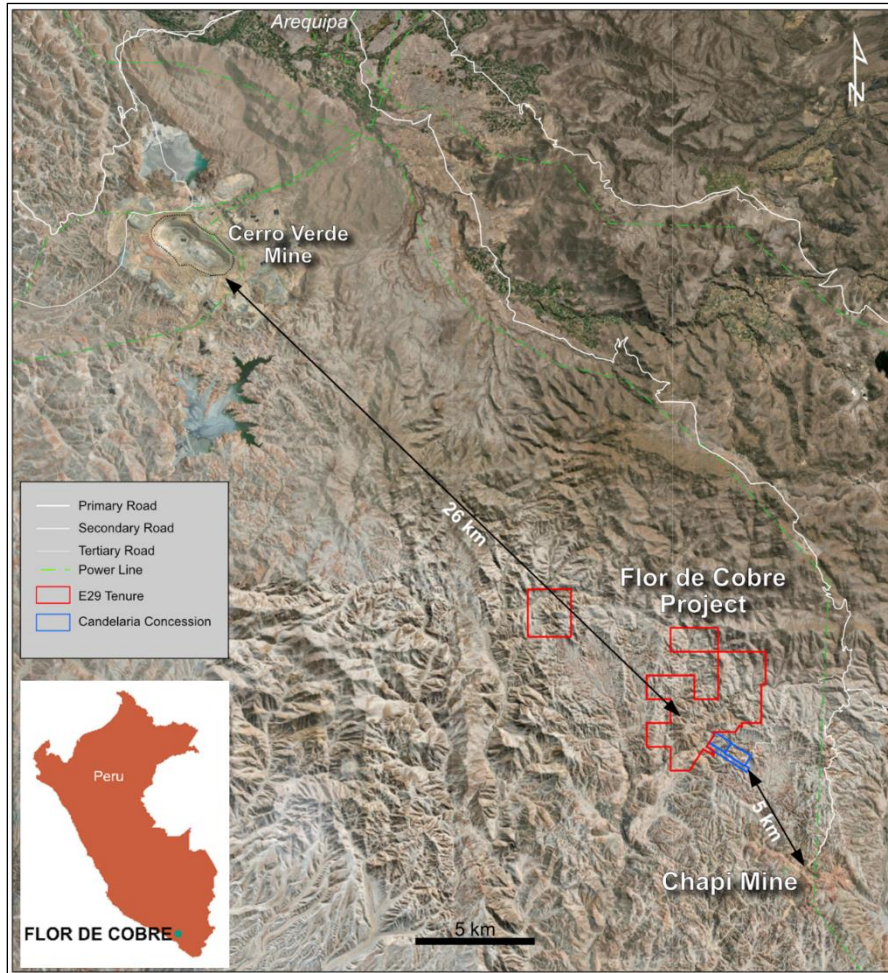 Arequipa
N
Cerro Verde
Mine
26 km
Primary Road
Secondary Road
Tertiary Road
Power Line
E29 Tenure
Candelaria Concession
Flor de Cobre
Project
5 km
Chapi Mine
Peru
FLOR DE COBRE
5 km